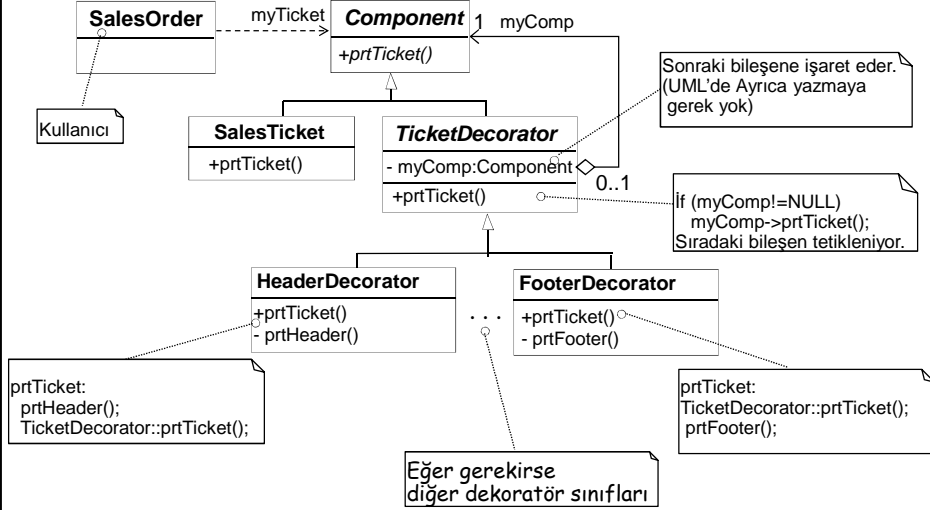 SalesOrder
myTicket
Component
+prtTicket()
1
myComp
Sonraki bileşene işaret eder.
(UML'de Ayrıca yazmaya
gerek yok)
Kullanıcı
SalesTicket
+prtTicket()
TicketDecorator
- myComp:Component
+prtTicket()
0..1
İf (myComp!=NULL)
myComp->prtTicket();
Sıradaki bileşen tetikleniyor.
HeaderDecorator
+prtTicket()
- prtHeader()
. . .
FooterDecorator
+prtTicket()
- prtFooter()
prtTicket:
prtHeader();
TicketDecorator::prtTicket();
prtTicket:
TicketDecorator::prtTicket();
prtFooter();
Eğer gerekirse
diğer dekoratör sınıfları